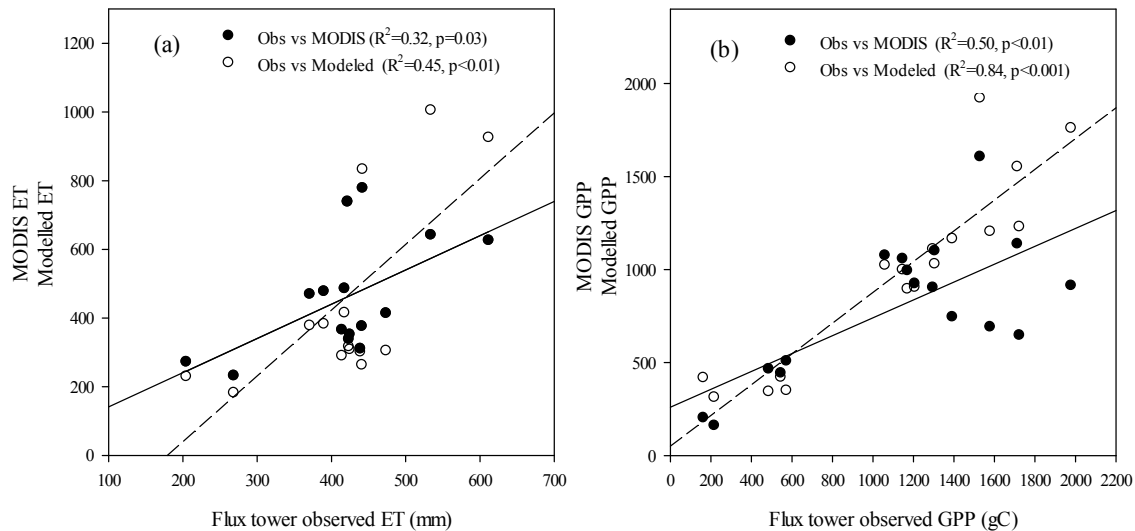 (a)
Obs vs MODIS (R²=0.32, p=0.03)
Obs vs Modeled (R²=0.45, p<0.01)
1200
1000
800
600
400
200
0
MODIS ET
Modelled ET
100 200 300 400 500 600 700
Flux tower observed ET (mm)
(b)
Obs vs MODIS (R²=0.50, p<0.01)
Obs vs Modeled (R²=0.84, p<0.001)
2000
1500
1000
500
0
MODIS GPP
Modelled GPP
0 200 400 600 800 1000 1200 1400 1600 1800 2000 2200
Flux tower observed GPP (gC)